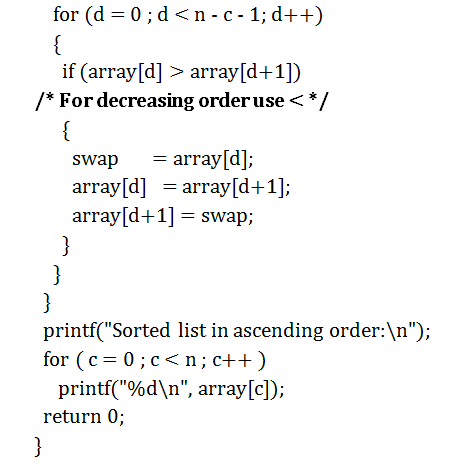 for (d = 0 ; d < n - c - 1; d++)
{
if (array[d] > array[d+1])
/* For decreasing order use < */
{
swap = array[d];
array[d] = array[d+1];
array[d+1] = swap;
}
}
}
printf("Sorted list in ascending order:\n");
for ( c = 0 ; c < n ; c++ )
printf("%d\n", array[c]);
return 0;
}